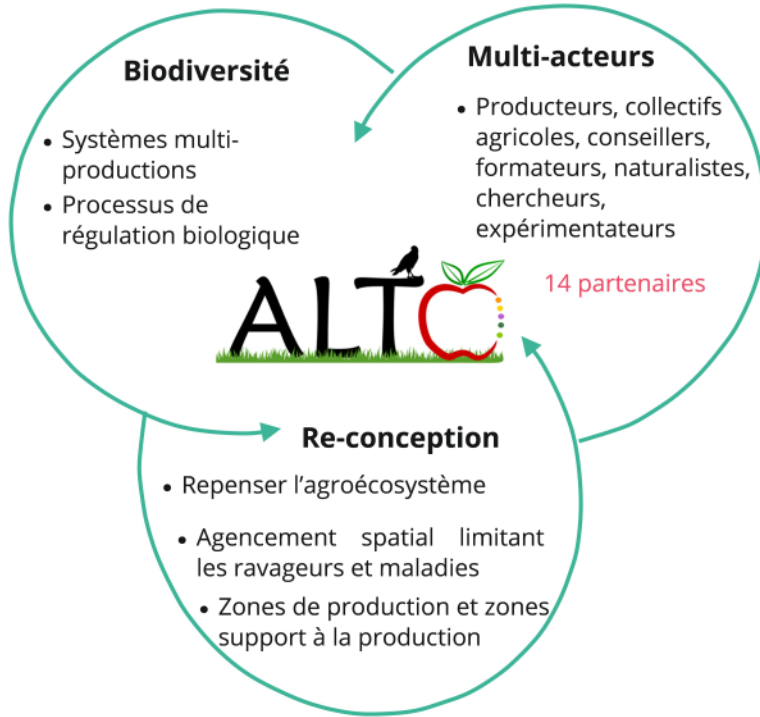 Biodiversité
• Systèmes multi-
productions
• Processus de
régulation biologique
Multi-acteurs
• Producteurs, collectifs
agricoles, conseillers,
formateurs, naturalistes,
chercheurs,
expérimentateurs
14 partenaires
ALTO
Re-conception
• Repenser l'agroécosystème
• Agencement spatial limitant
les ravageurs et maladies
• Zones de production et zones
support à la production